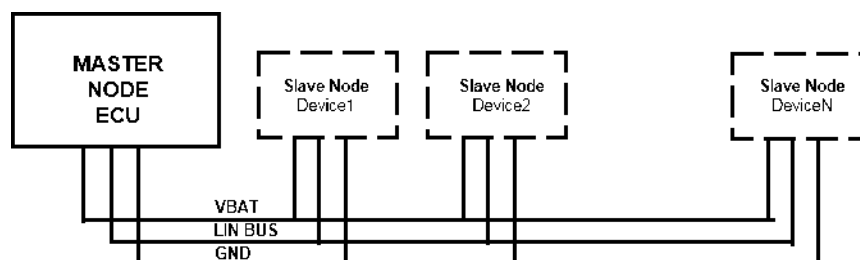 MASTER
NODE
ECU
Slave Node
Device1
Slave Node
Device2
Slave Node
DeviceN
VBAT
LIN BUS
GND